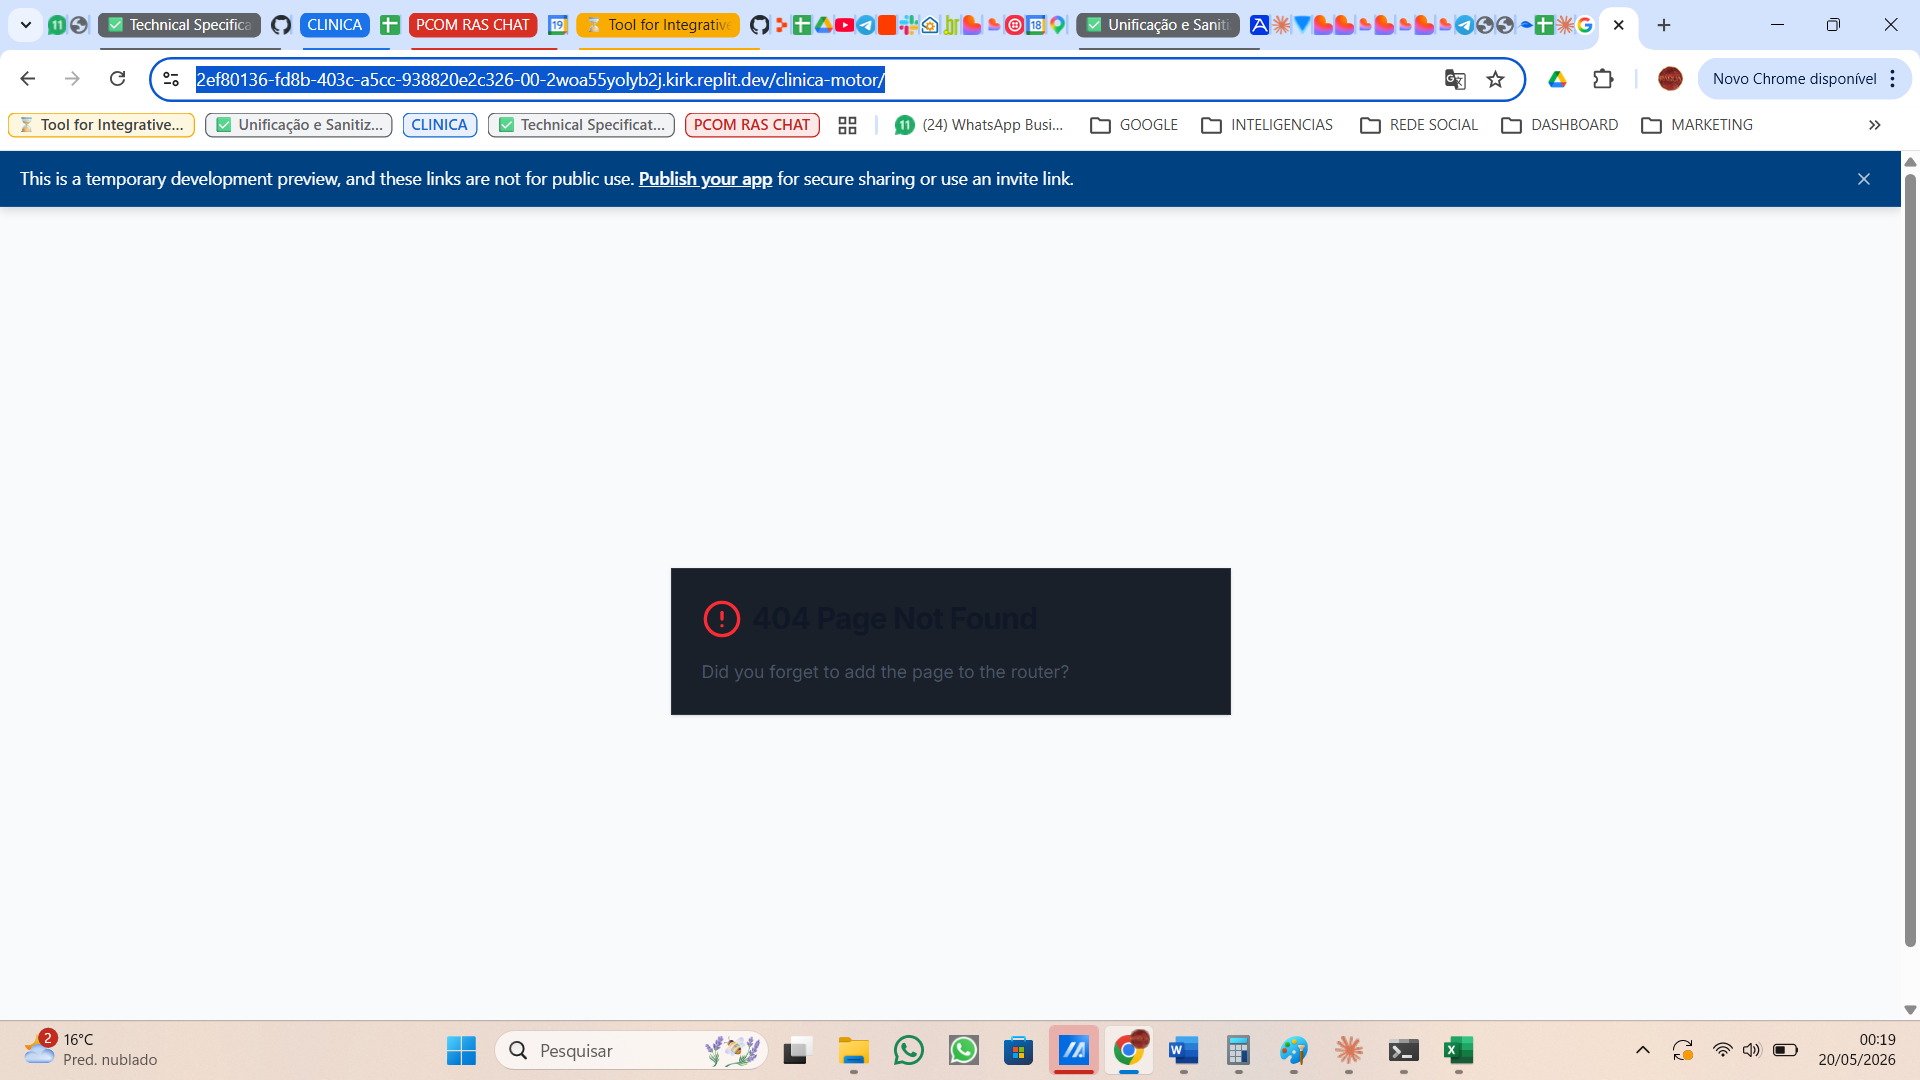 Technical Specifica
CLINICA
PCOM RAS CHAT
Tool for Integrative
Unificação e Saniti
2ef80136-fd8b-403c-a5cc-938820e2c326-00-2woa55yolyb2j.kirk.replit.dev/clinica-motor/
Novo Chrome disponível
Tool for Integrative...
Unificação e Sanitiz...
CLINICA
Technical Specificat...
PCOM RAS CHAT
(24) WhatsApp Busi...
GOOGLE
INTELIGENCIAS
REDE SOCIAL
DASHBOARD
MARKETING
This is a temporary development preview, and these links are not for public use. Publish your app for secure sharing or use an invite link.
404 Page Not Found
Did you forget to add the page to the router?
2
16°C
Pred. nublado
Pesquisar
00:19
20/05/2026